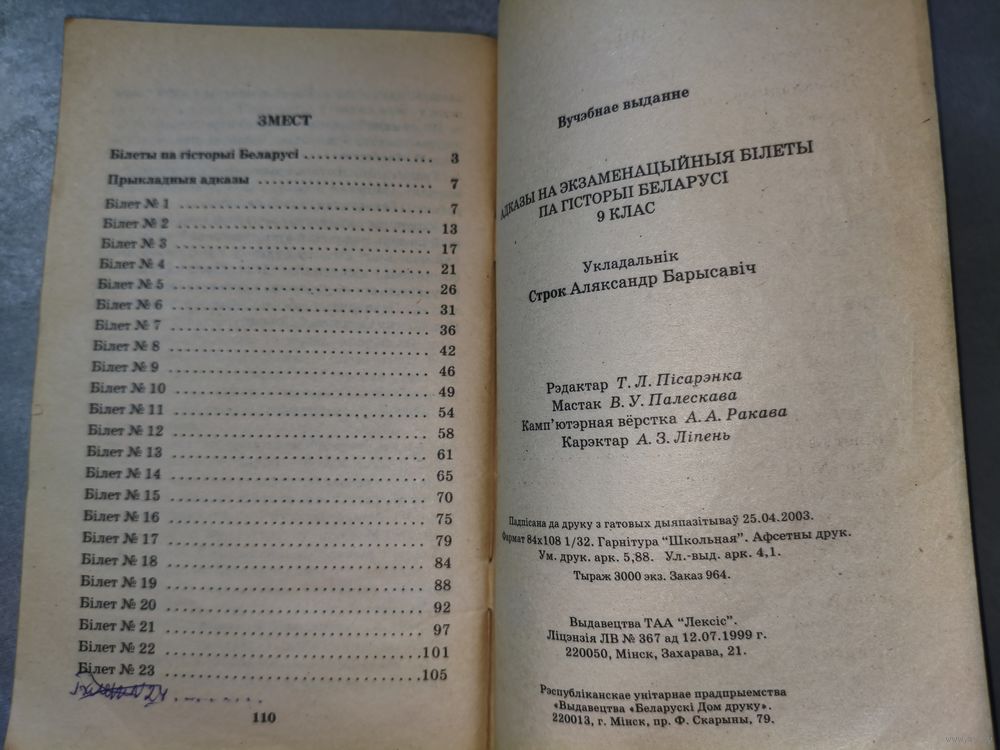 ЗМЕСТ
Білеты па гісторыі Беларусі . . . . . . . . . . . . . . . . 3
Прыкладныя адказы . . . . . . . . . . . . . . . . . . . . . 7
Білет № 1 . . . . . . . . . . . . . . . . . . . . . . . . . . . 7
Білет № 2 . . . . . . . . . . . . . . . . . . . . . . . . . . . 13
Білет № 3 . . . . . . . . . . . . . . . . . . . . . . . . . . . 17
Білет № 4 . . . . . . . . . . . . . . . . . . . . . . . . . . . 21
Білет № 5 . . . . . . . . . . . . . . . . . . . . . . . . . . . 26
Білет № 6 . . . . . . . . . . . . . . . . . . . . . . . . . . . 31
Білет № 7 . . . . . . . . . . . . . . . . . . . . . . . . . . . 36
Білет № 8 . . . . . . . . . . . . . . . . . . . . . . . . . . . 42
Білет № 9 . . . . . . . . . . . . . . . . . . . . . . . . . . . 46
Білет № 10 . . . . . . . . . . . . . . . . . . . . . . . . . . 49
Білет № 11 . . . . . . . . . . . . . . . . . . . . . . . . . . 54
Білет № 12 . . . . . . . . . . . . . . . . . . . . . . . . . . 58
Білет № 13 . . . . . . . . . . . . . . . . . . . . . . . . . . 61
Білет № 14 . . . . . . . . . . . . . . . . . . . . . . . . . . 65
Білет № 15 . . . . . . . . . . . . . . . . . . . . . . . . . . 70
Білет № 16 . . . . . . . . . . . . . . . . . . . . . . . . . . 75
Білет № 17 . . . . . . . . . . . . . . . . . . . . . . . . . . 79
Білет № 18 . . . . . . . . . . . . . . . . . . . . . . . . . . 84
Білет № 19 . . . . . . . . . . . . . . . . . . . . . . . . . . 88
Білет № 20 . . . . . . . . . . . . . . . . . . . . . . . . . . 92
Білет № 21 . . . . . . . . . . . . . . . . . . . . . . . . . . 97
Білет № 22 . . . . . . . . . . . . . . . . . . . . . . . . . .101
Білет № 23 . . . . . . . . . . . . . . . . . . . . . . . . . .105
110
Вучэбнае выданне
АДКАЗЫ НА ЭКЗАМЕНАЦЫЙНЫЯ БІЛЕТЫ
ПА ГІСТОРЫІ БЕЛАРУСІ
9 КЛАС
Укладальнік
Строк Аляксандр Барысавіч
Рэдактар Т. Л. Пісарэнка
Мастак В. У. Палескава
Камп’ютэрная вёрстка А. А. Ракава
Карэктар А. З. Ліпень
Падпісана да друку з гатовых дыяпазітываў 25.04.2003.
Фармат 84x108 1/32. Гарнітура “Школьная”. Афсетны друк.
Ум. друк. арк. 5,88. Ул.-выд. арк. 4,1.
Тыраж 3000 экз. Заказ 964.
Выдавецтва ТАА “Лексіс”.
Ліцэнзія ЛВ № 367 ад 12.07.1999 г.
220050, Мінск, Захарава, 21.
Рэспубліканскае унітарнае прадпрыемства
«Выдавецтва «Беларускі Дом друку».
220013, г. Мінск, пр. Ф. Скарыны, 79.